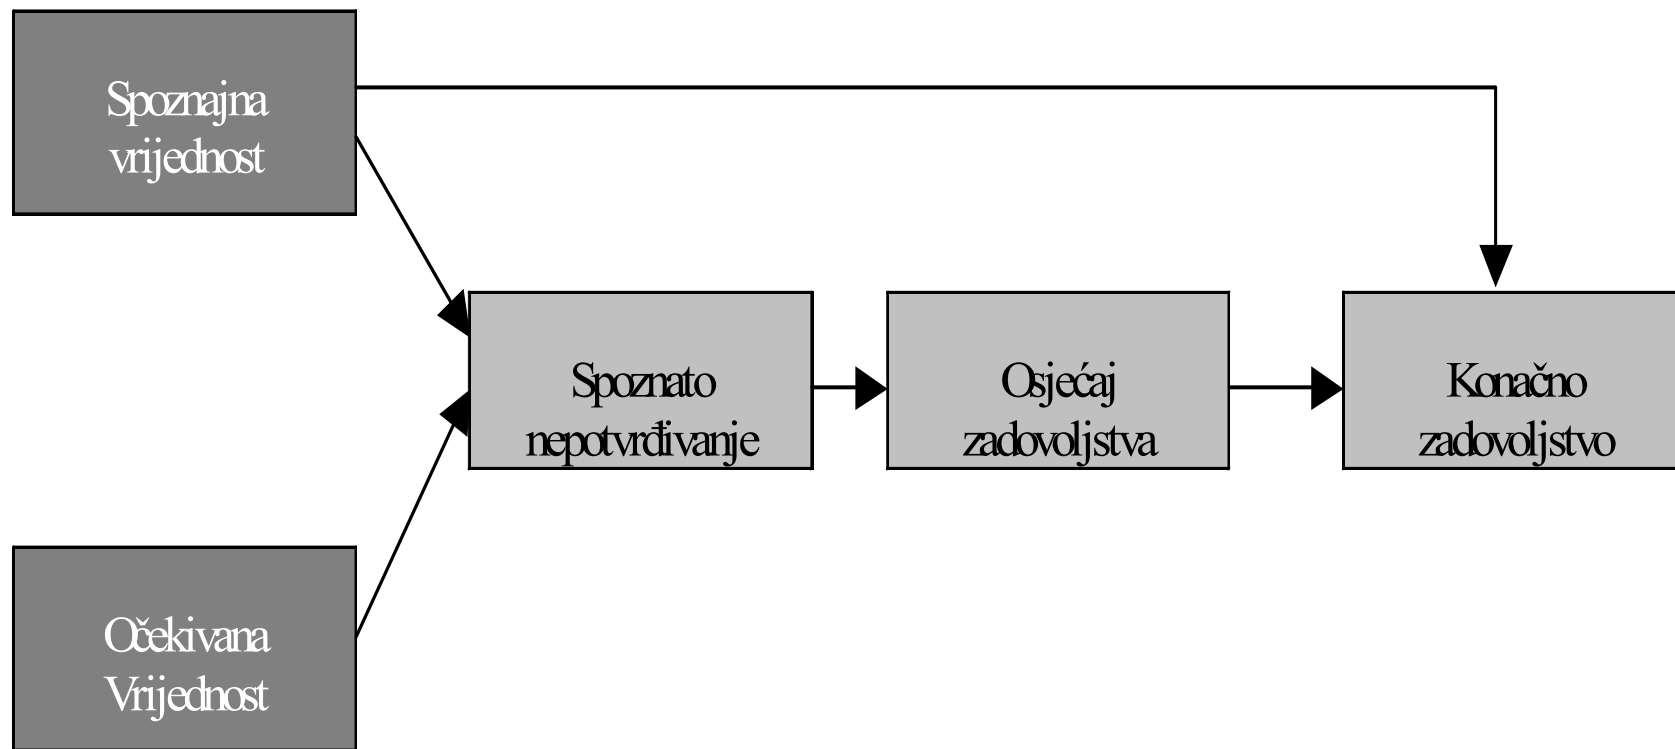 Spoznajna
vrijednost
Spoznato
nepotvrđivanje
Osjećaj
zadovoljstva
Konačno
zadovoljstvo
Očekivana
Vrijednost